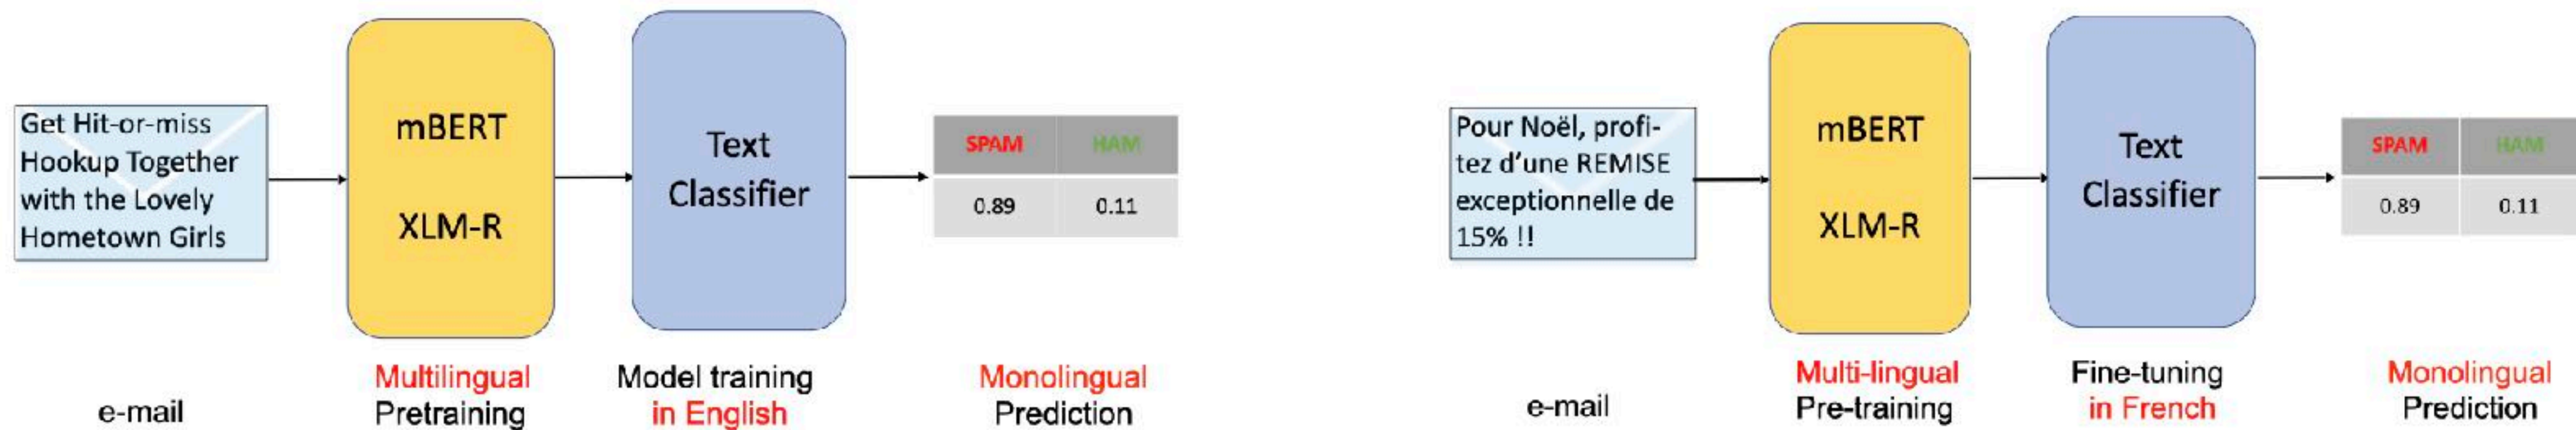 Get Hit-or-miss
Hookup Together
with the Lovely
Hometown Girls
mBERT
XLM-R
Text
Classifier
SPAM HAM
0.89 0.11
e-mail
Multilingual
Pretraining
Model training
in English
Monolingual
Prediction
Pour Noël, profi-
tez d'une REMISE
exceptionnelle de
15% !!
mBERT
XLM-R
Text
Classifier
SPAM HAM
0.89 0.11
e-mail
Multi-lingual
Pre-training
Fine-tuning
in French
Monolingual
Prediction